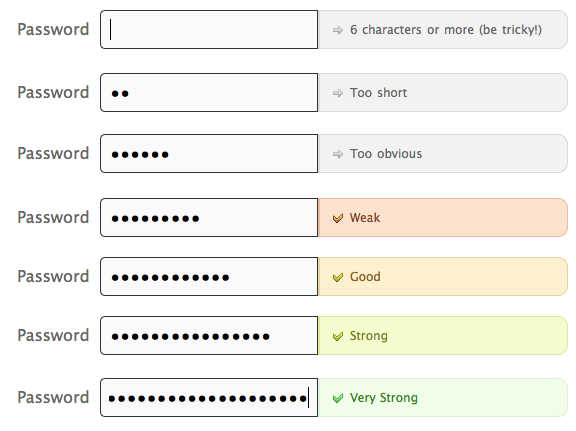 Password 6 characters or more (be tricky!)
Password •• Too short
Password •••••• Too obvious
Password ••••••••• Weak
Password •••••••••••• Good
Password •••••••••••••••• Strong
Password •••••••••••••••••••• Very Strong